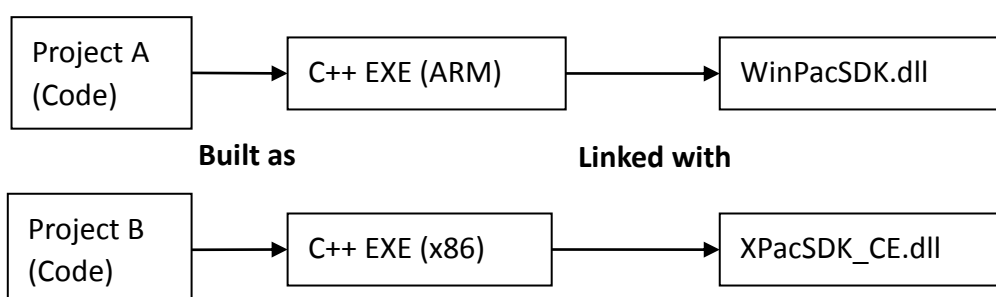 Project A
(Code)
C++ EXE (ARM)
WinPacSDK.dll
Built as
Linked with
Project B
(Code)
C++ EXE (x86)
XPacSDK_CE.dll